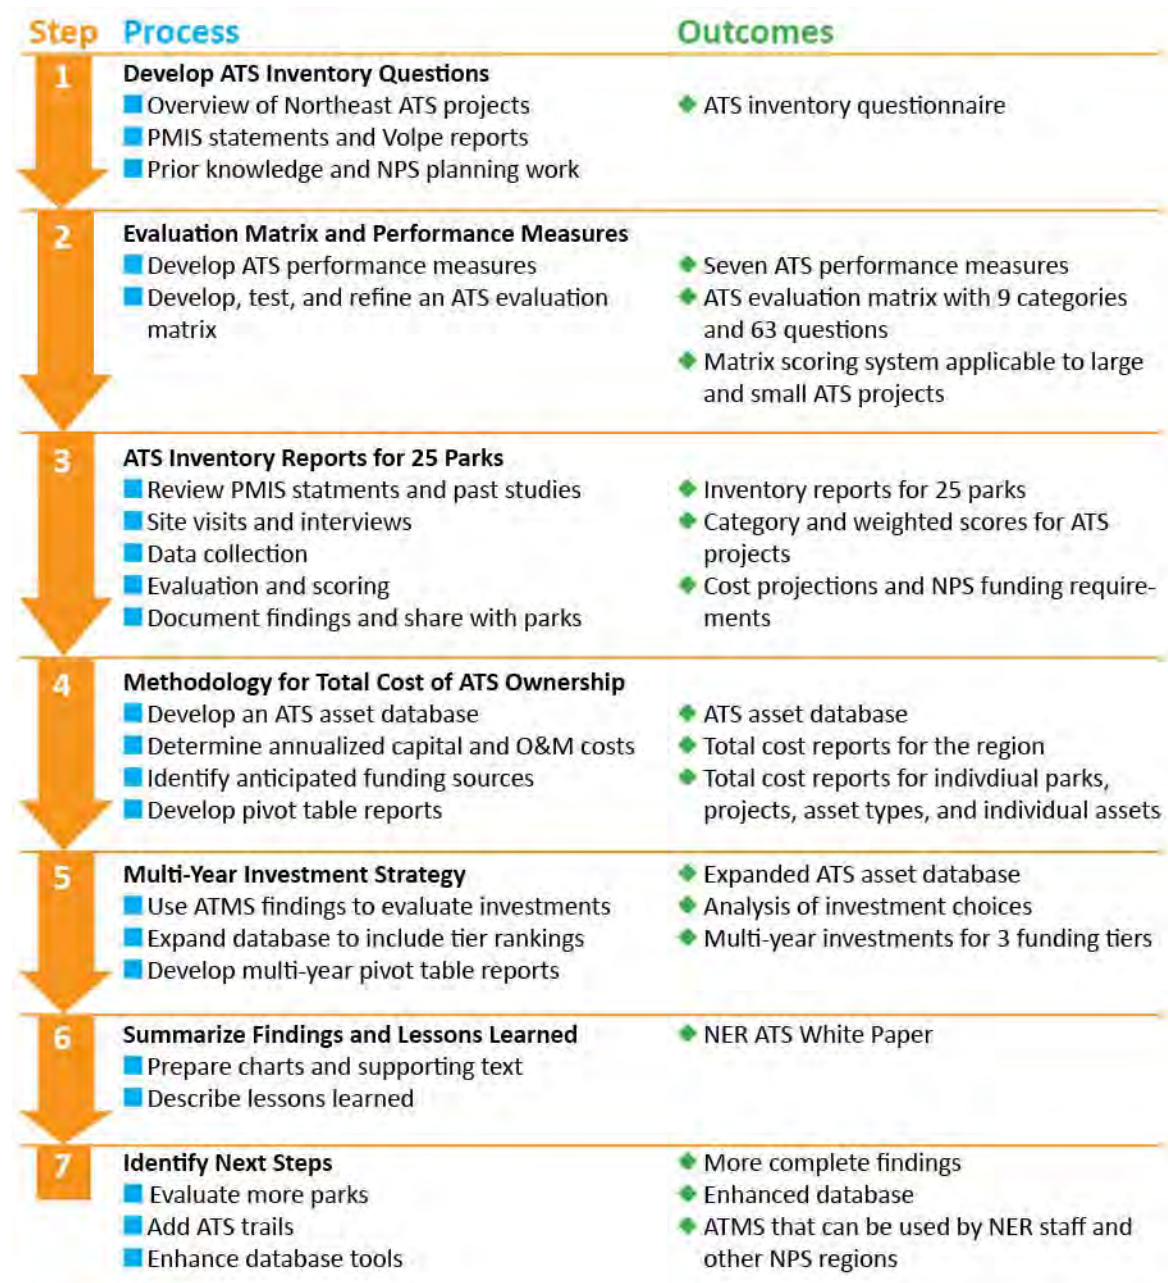 Step Process Outcomes
1 Develop ATS Inventory Questions
Overview of Northeast ATS projects
PMIS statements and Volpe reports
Prior knowledge and NPS planning work
ATS inventory questionnaire
2 Evaluation Matrix and Performance Measures
Develop ATS performance measures
Develop, test, and refine an ATS evaluation
matrix
Seven ATS performance measures
ATS evaluation matrix with 9 categories
and 63 questions
Matrix scoring system applicable to large
and small ATS projects
3 ATS Inventory Reports for 25 Parks
Review PMIS statments and past studies
Site visits and interviews
Data collection
Evaluation and scoring
Document findings and share with parks
Inventory reports for 25 parks
Category and weighted scores for ATS
projects
Cost projections and NPS funding require-
ments
4 Methodology for Total Cost of ATS Ownership
Develop an ATS asset database
Determine annualized capital and O&M costs
Identify anticipated funding sources
Develop pivot table reports
ATS asset database
Total cost reports for the region
Total cost reports for indivdiual parks,
projects, asset types, and individual assets
5 Multi-Year Investment Strategy
Use ATMS findings to evaluate investments
Expand database to include tier rankings
Develop multi-year pivot table reports
Expanded ATS asset database
Analysis of investment choices
Multi-year investments for 3 funding tiers
6 Summarize Findings and Lessons Learned
Prepare charts and supporting text
Describe lessons learned
NER ATS White Paper
7 Identify Next Steps
Evaluate more parks
Add ATS trails
Enhance database tools
More complete findings
Enhanced database
ATMS that can be used by NER staff and
other NPS regions